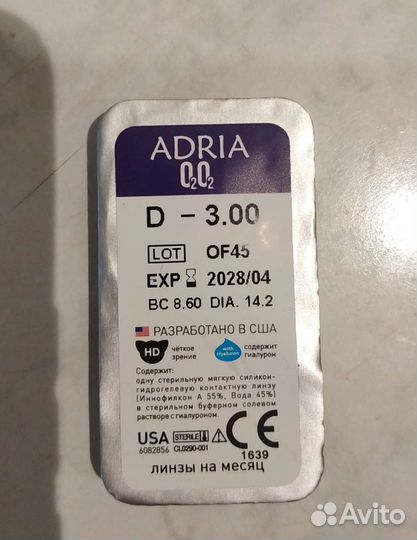 ADRIA
O2O2
D - 3.00
LOT OF45
EXP 2028/04
BC 8.60 DIA. 14.2
РАЗРАБОТАНО В США
HD чёткое зрение
with Hyaluron содержит гиалурон
Содержит:
одну стерильную мягкую силикон-
гидрогелевую контактную линзу
(Иннофилкон А 55%, Вода 45%)
в стерильном буферном солевом
растворе с гиалуроном.
USA STERILE CE
6082856 CL0290-001 1639
ЛИНЗЫ НА МЕСЯЦ
Avito